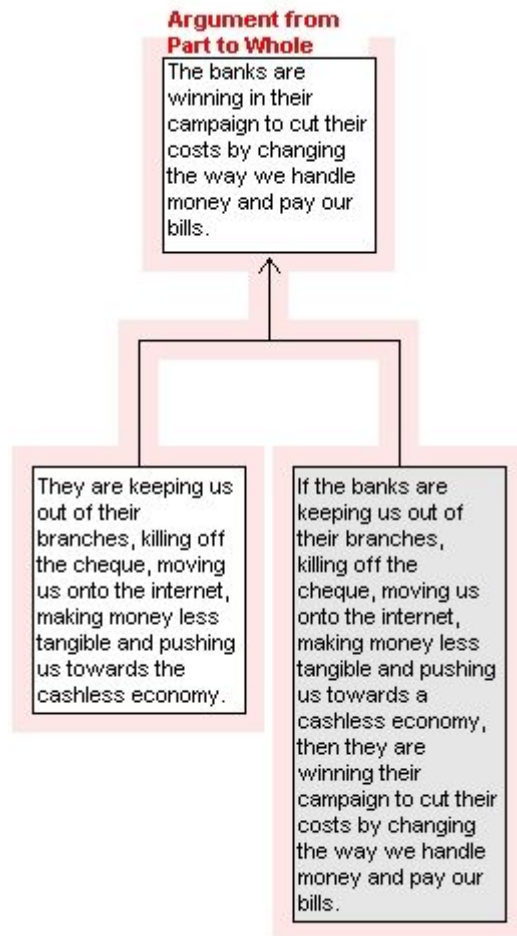 Argument from
Part to Whole
The banks are
winning in their
campaign to cut their
costs by changing
the way we handle
money and pay our
bills.
They are keeping us
out of their
branches, killing off
the cheque, moving
us onto the internet,
making money less
tangible and pushing
us towards the
cashless economy.
If the banks are
keeping us out of
their branches,
killing off the
cheque, moving us
onto the internet,
making money less
tangible and pushing
us towards a
cashless economy,
then they are
winning their
campaign to cut their
costs by changing
the way we handle
money and pay our
bills.